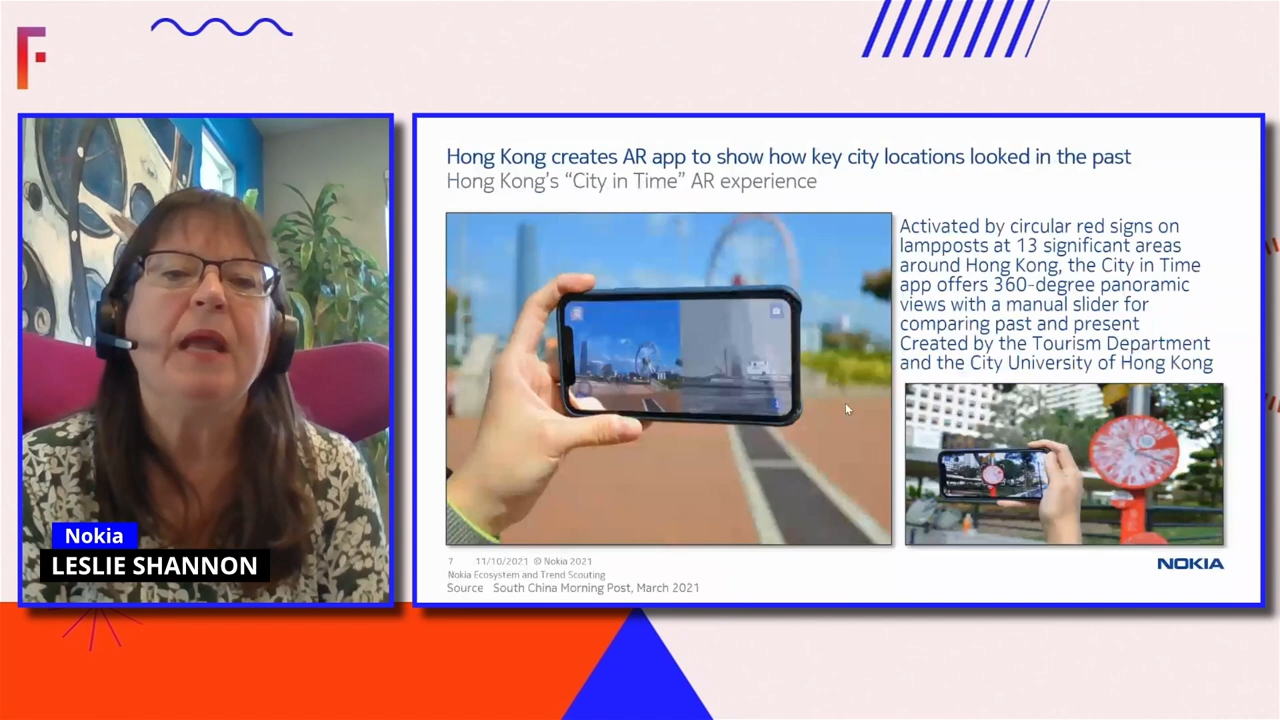 F
Nokia
LESLIE SHANNON
Hong Kong creates AR app to show how key city locations looked in the past
Hong Kong's “City in Time” AR experience
Activated by circular red signs on
lampposts at 13 significant areas
around Hong Kong, the City in Time
app offers 360-degree panoramic
views with a manual slider for
comparing past and present
Created by the Tourism Department
and the City University of Hong Kong
7 11/10/2021 © Nokia 2021
Nokia Ecosystem and Trend Scouting
Source South China Morning Post, March 2021
NOKIA